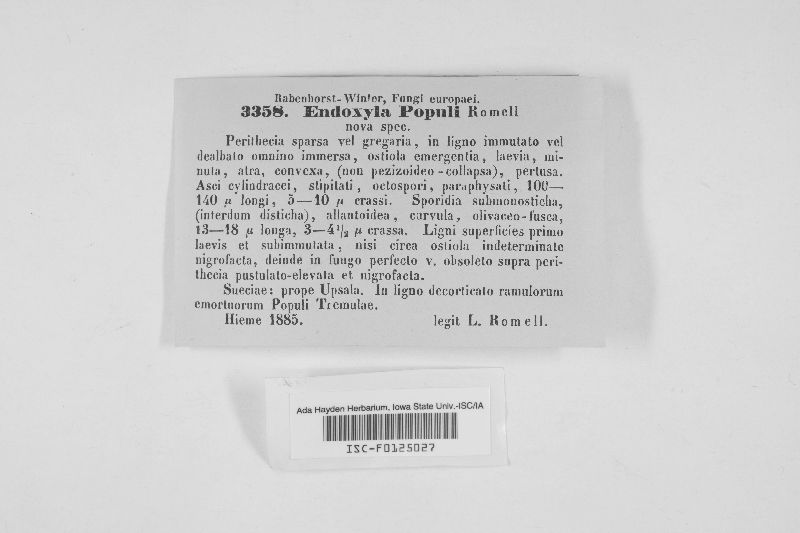 Rabenhorst-Winter, Fungi europaei.
3358. Endoxyla Populi Romell
nova spec.
Perithecia sparsa vel gregaria, in ligno immutato vel
dealbato omnino immersa, ostiola emergentia, laevia, mi-
nuta, atra, convexa, (non pezizoideo-collapsa), pertusa.
Asci cylindracei, stipitati, octospori, paraphysati, 100—
140 µ longi, 5—10 µ crassi. Sporidia submonosticha,
(interdum disticha), allantoidea, curvula, olivaceo-fusca,
13—18 µ longa, 3—4½ µ crassa. Ligni superficies primo
laevis et subimmutata, nisi circa ostiola indeterminate
nigrofacta, deinde in fungo perfecto v. obsoleto supra peri-
thecia pustulato-elevata et nigrofacta.
Sueciae: prope Upsala. In ligno decorticato ramulorum
emortuorum Populi Tremulae.
Hieme 1885. legit L. Romell.
Ada Hayden Herbarium, Iowa State Univ.-ISC/IA
ISC-F0125027